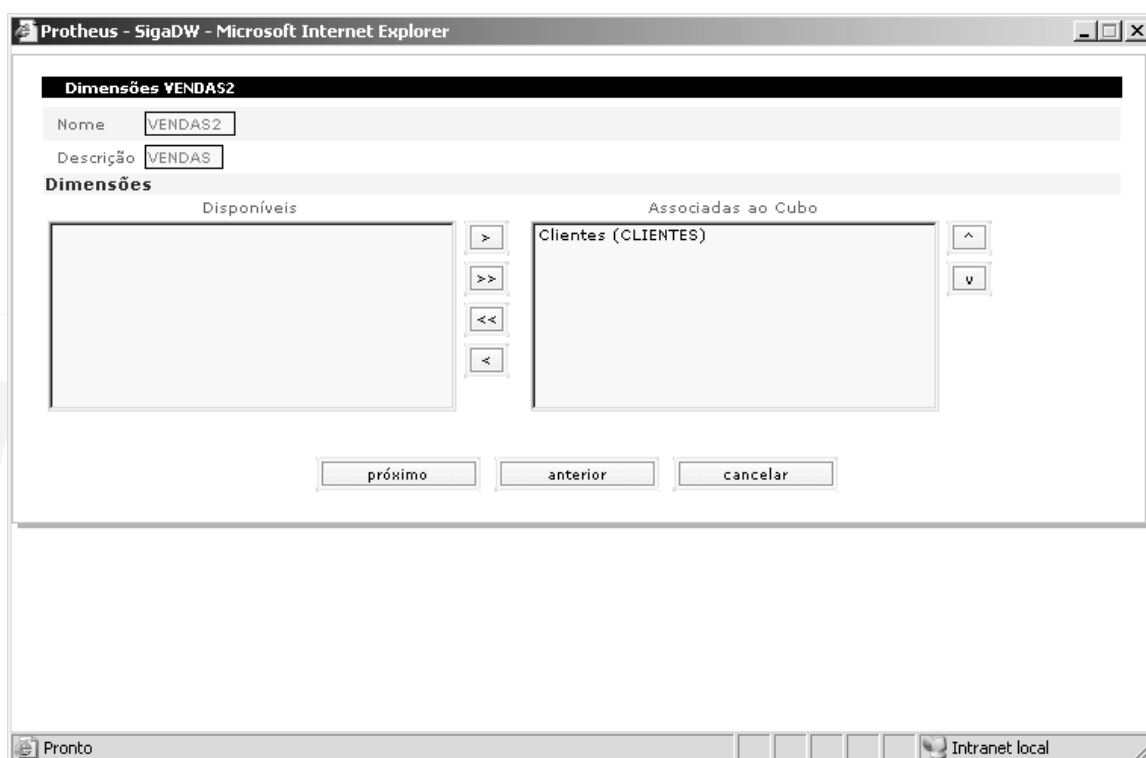 Protheus - SigaDW - Microsoft Internet Explorer
Dimensões VENDAS2
Nome VENDAS2
Descrição VENDAS
Dimensões
Disponíveis Associadas ao Cubo
> Clientes (CLIENTES) ^
>> v
<<
<
próximo anterior cancelar
Pronto Intranet local